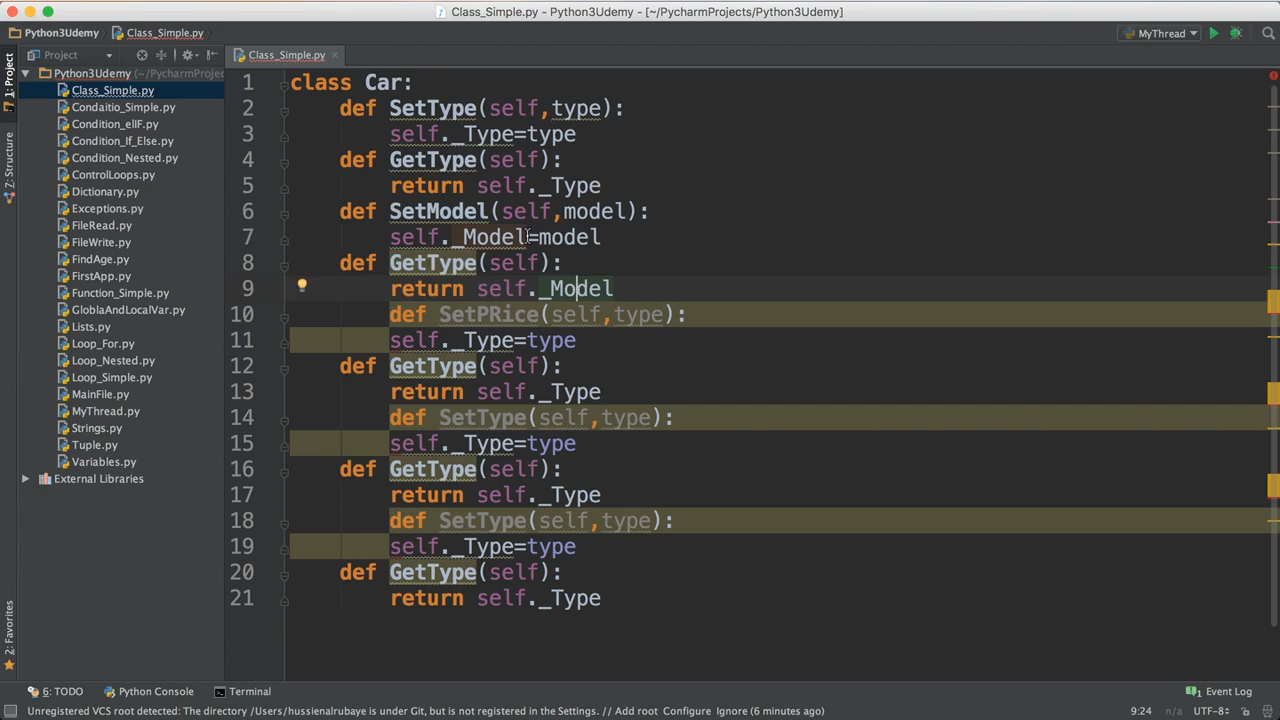 Class_Simple.py - Python3Udemy - [~/PycharmProjects/Python3Udemy]
Python3Udemy Class_Simple.py MyThread
Project Class_Simple.py
1: Project
Z: Structure
2: Favorites
Python3Udemy (~/PycharmProjec
Class_Simple.py
Condaitio_Simple.py
Condition_elIF.py
Condition_If_Else.py
Condition_Nested.py
ControlLoops.py
Dictionary.py
Exceptions.py
FileRead.py
FileWrite.py
FindAge.py
FirstApp.py
Function_Simple.py
GloblaAndLocalVar.py
Lists.py
Loop_For.py
Loop_Nested.py
Loop_Simple.py
MainFile.py
MyThread.py
Strings.py
Tuple.py
Variables.py
External Libraries
1 class Car:
2 def SetType(self,type):
3 self._Type=type
4 def GetType(self):
5 return self._Type
6 def SetModel(self,model):
7 self._Model=model
8 def GetType(self):
9 return self._Model
10 def SetPRice(self,type):
11 self._Type=type
12 def GetType(self):
13 return self._Type
14 def SetType(self,type):
15 self._Type=type
16 def GetType(self):
17 return self._Type
18 def SetType(self,type):
19 self._Type=type
20 def GetType(self):
21 return self._Type
6: TODO Python Console Terminal 1 Event Log
Unregistered VCS root detected: The directory /Users/hussienalrubaye is under Git, but is not registered in the Settings. // Add root Configure Ignore (6 minutes ago) 9:24 n/a UTF-8